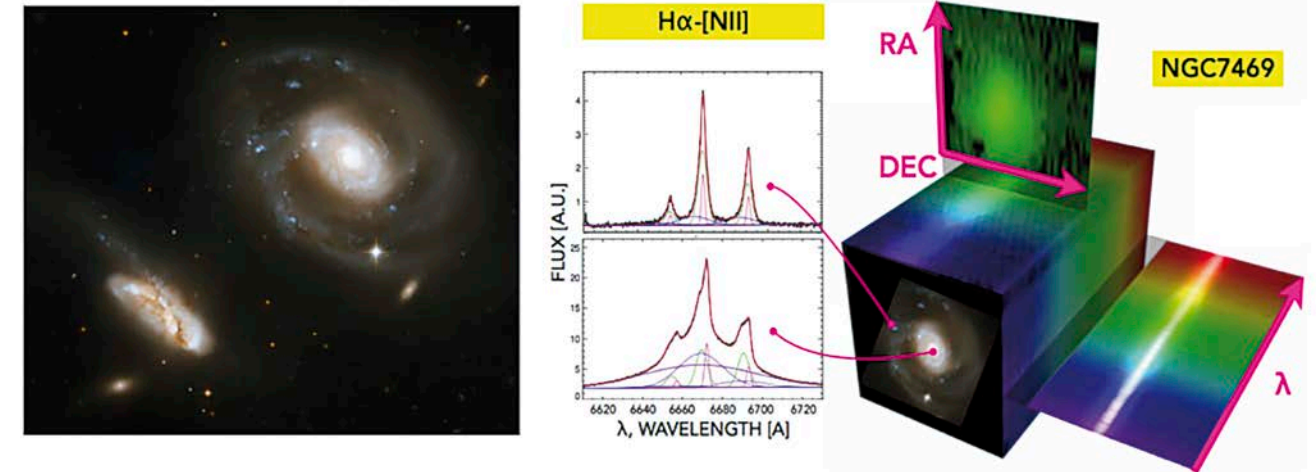 Hα-[NII]
NGC7469
RA
DEC
λ
FLUX [A.U.]
4
3
2
1
25
20
15
10
5
0
6620 6640 6660 6680 6700 6720
λ, WAVELENGTH [A]